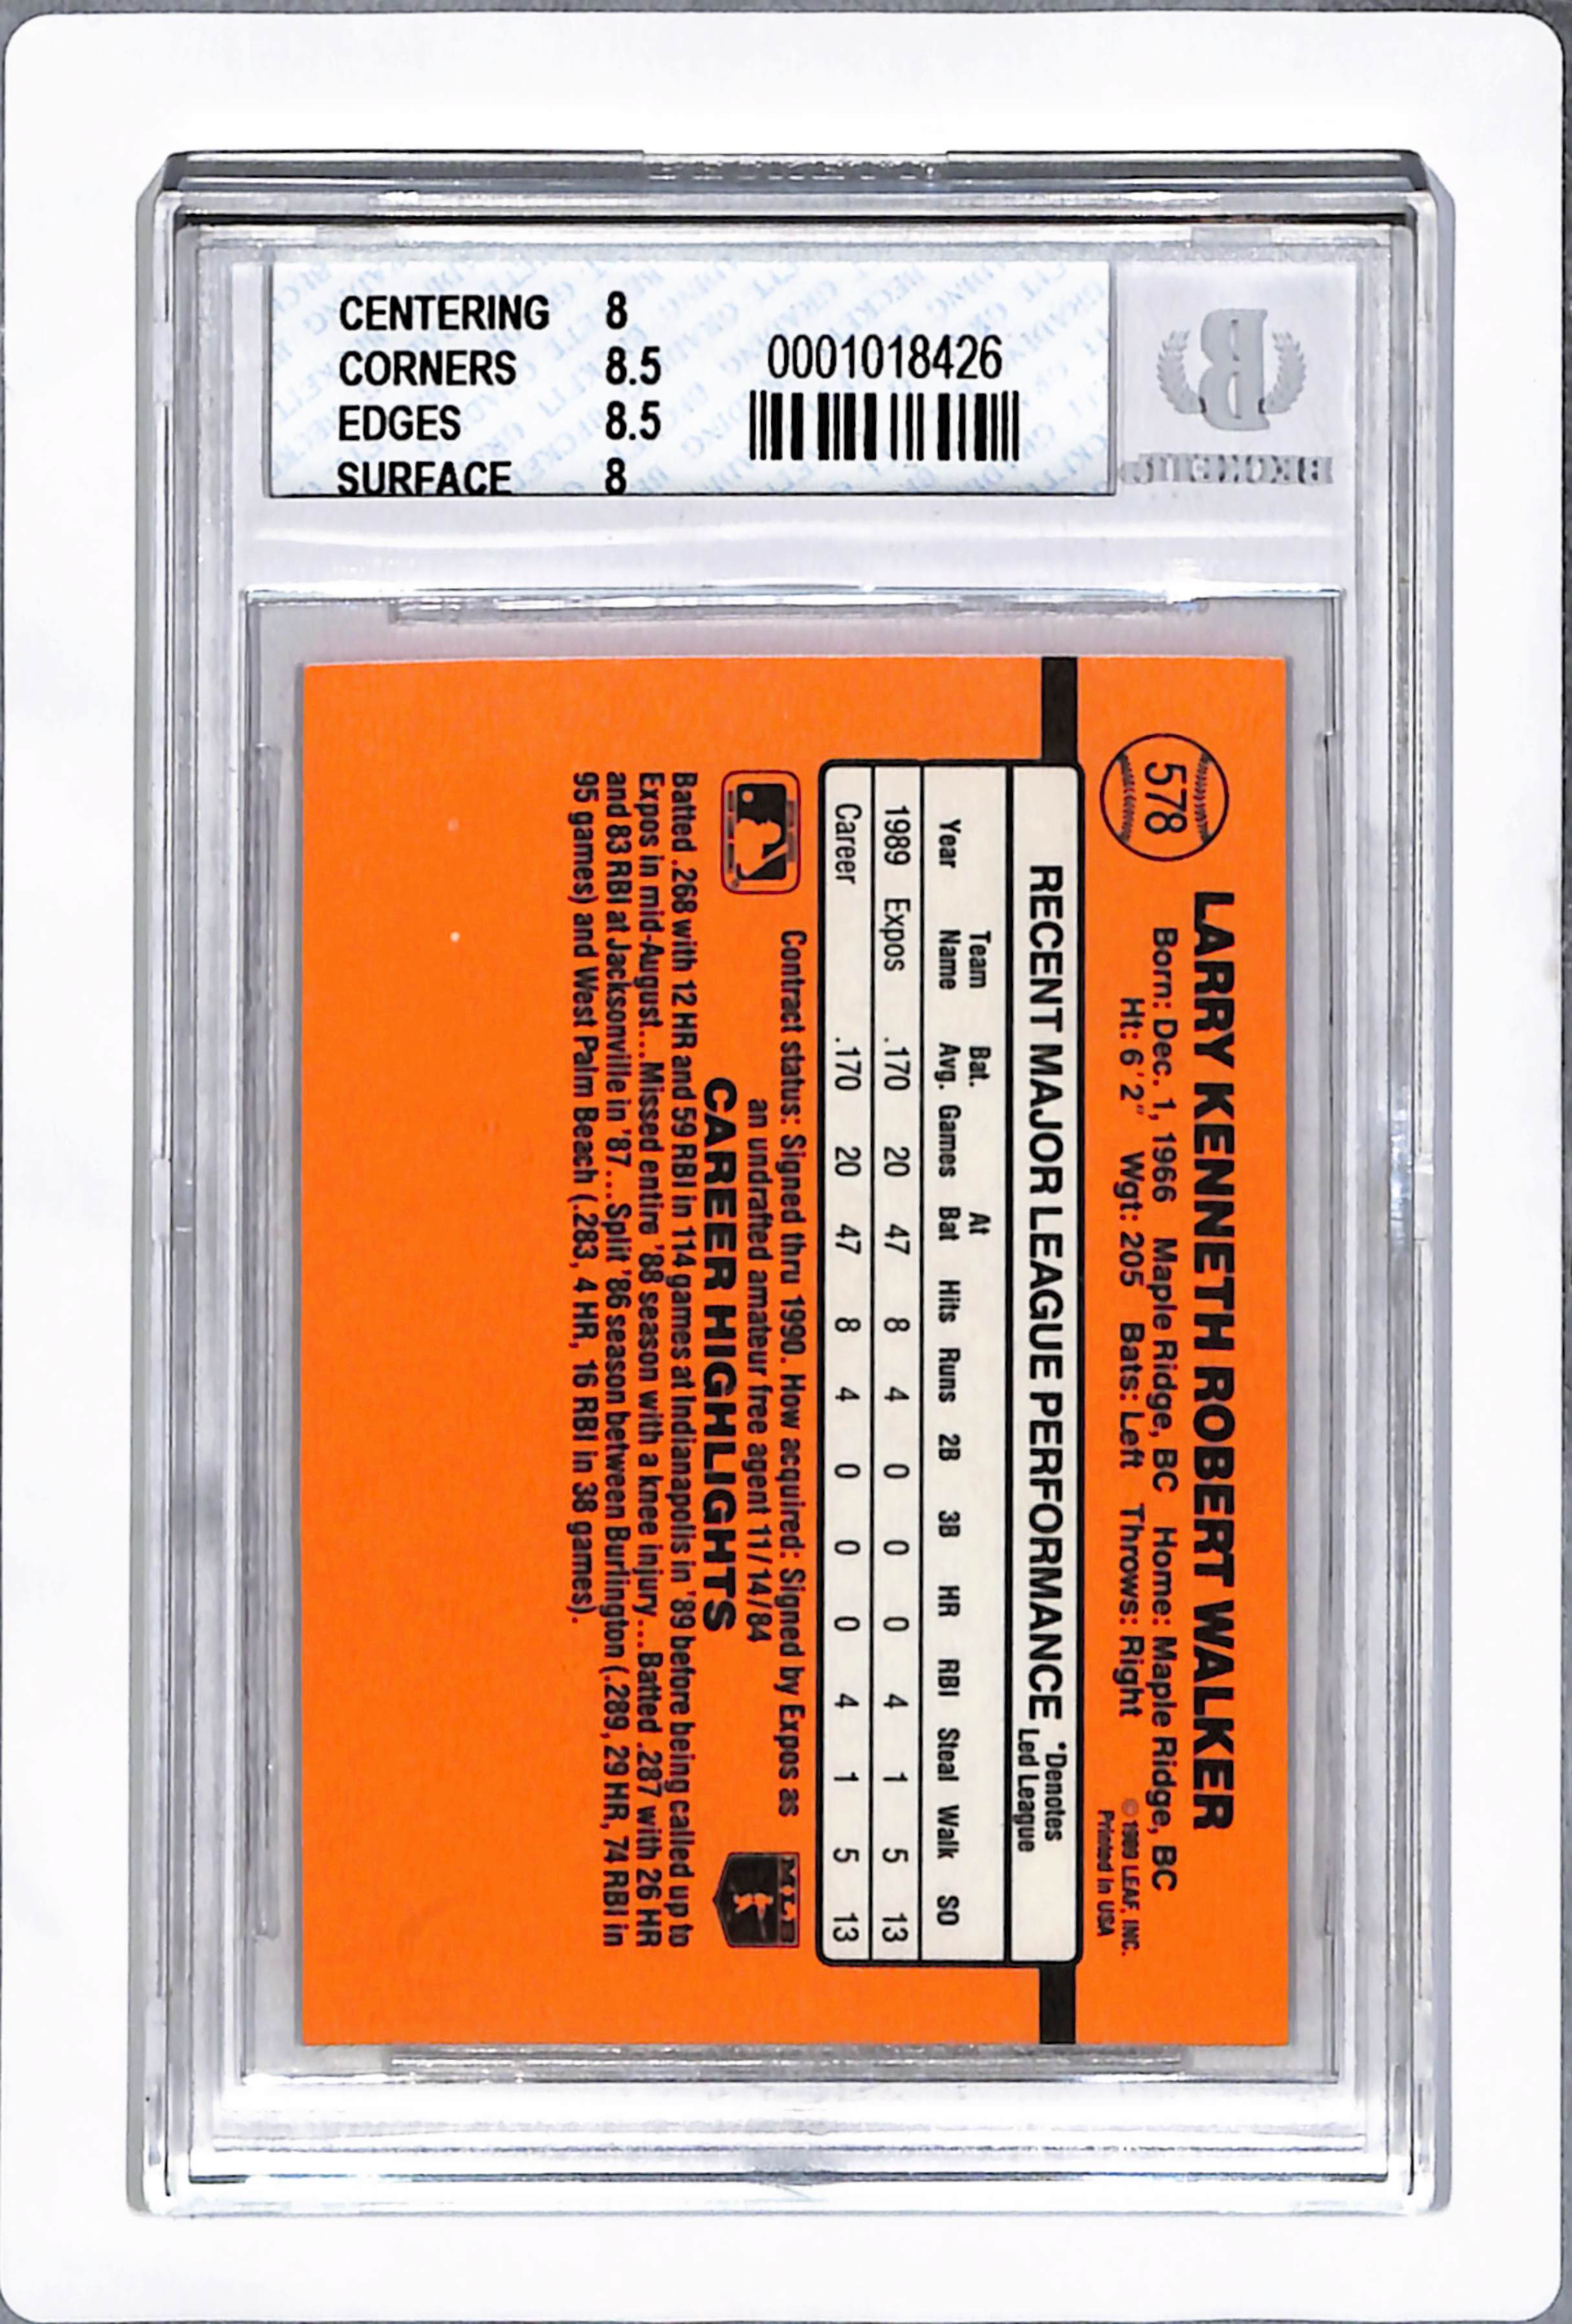 CENTERING 8
CORNERS 8.5
EDGES 8.5
SURFACE 8
0001018426
BECKETT
578
LARRY KENNETH ROBERT WALKER
Born: Dec. 1, 1966 Maple Ridge, BC Home: Maple Ridge, BC
Ht: 6'2" Wgt: 205 Bats: Left Throws: Right
© 1989 LEAF, INC.
Printed in USA
RECENT MAJOR LEAGUE PERFORMANCE
*Denotes
Led League
Year Team Name Bat. Avg. Games At Bat Hits Runs 2B 3B HR RBI Steal Walk SO
1989 Expos .170 20 47 8 4 0 0 0 4 1 5 13
Career .170 20 47 8 4 0 0 0 4 1 5 13
Contract status: Signed thru 1990. How acquired: Signed by Expos as
an undrafted amateur free agent 11/14/84
MLB
CAREER HIGHLIGHTS
Batted .268 with 12 HR and 59 RBI in 114 games at Indianapolis in '89 before being called up to
Expos in mid-August...Missed entire '88 season with a knee injury...Batted .287 with 26 HR
and 83 RBI at Jacksonville in '87...Split '86 season between Burlington (.289, 29 HR, 74 RBI in
95 games) and West Palm Beach (.283, 4 HR, 16 RBI in 38 games).